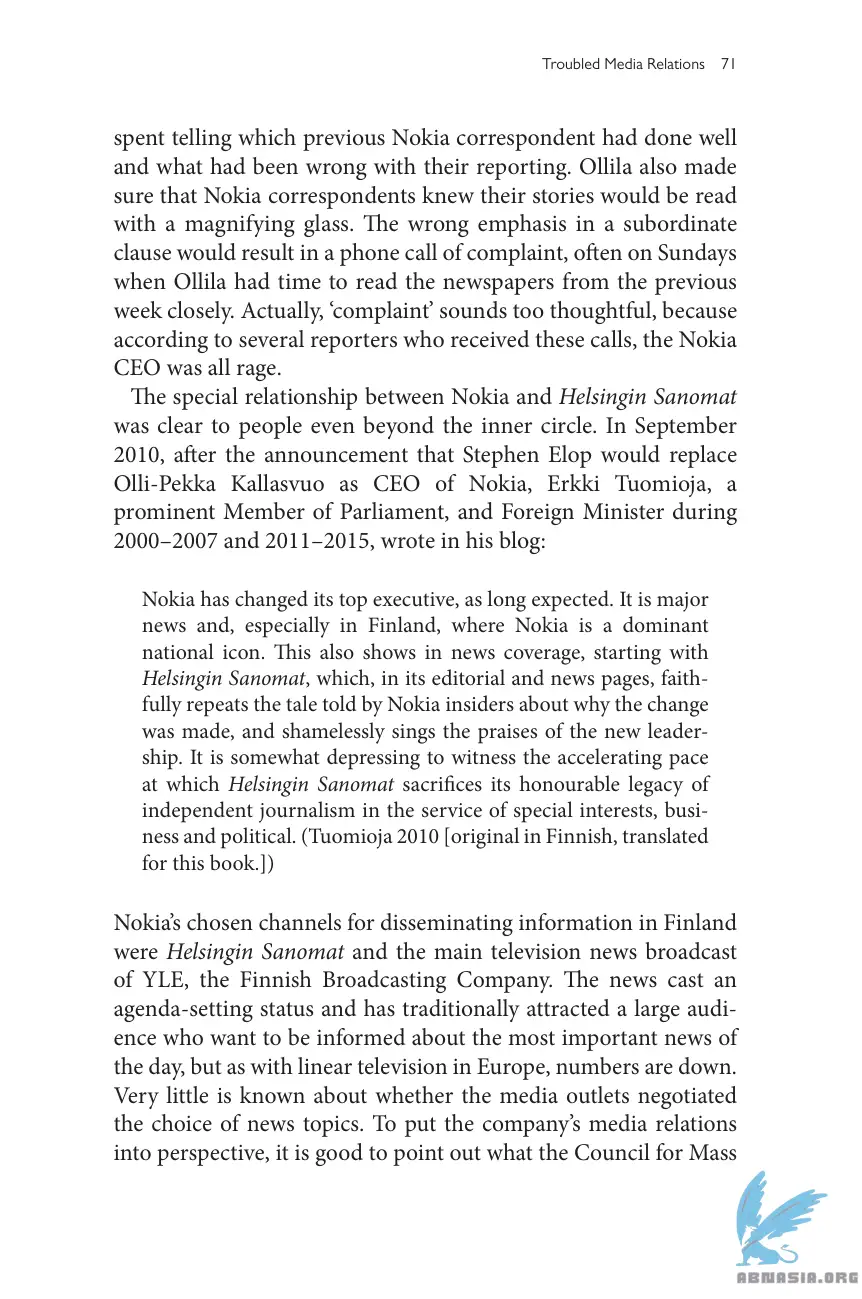 Troubled Media Relations 71
spent telling which previous Nokia correspondent had done well
and what had been wrong with their reporting. Ollila also made
sure that Nokia correspondents knew their stories would be read
with a magnifying glass. The wrong emphasis in a subordinate
clause would result in a phone call of complaint, often on Sundays
when Ollila had time to read the newspapers from the previous
week closely. Actually, ‘complaint’ sounds too thoughtful, because
according to several reporters who received these calls, the Nokia
CEO was all rage.
The special relationship between Nokia and Helsingin Sanomat
was clear to people even beyond the inner circle. In September
2010, after the announcement that Stephen Elop would replace
Olli-Pekka Kallasvuo as CEO of Nokia, Erkki Tuomioja, a
prominent Member of Parliament, and Foreign Minister during
2000–2007 and 2011–2015, wrote in his blog:
Nokia has changed its top executive, as long expected. It is major
news and, especially in Finland, where Nokia is a dominant
national icon. This also shows in news coverage, starting with
Helsingin Sanomat, which, in its editorial and news pages, faith-
fully repeats the tale told by Nokia insiders about why the change
was made, and shamelessly sings the praises of the new leader-
ship. It is somewhat depressing to witness the accelerating pace
at which Helsingin Sanomat sacrifices its honourable legacy of
independent journalism in the service of special interests, busi-
ness and political. (Tuomioja 2010 [original in Finnish, translated
for this book.])
Nokia’s chosen channels for disseminating information in Finland
were Helsingin Sanomat and the main television news broadcast
of YLE, the Finnish Broadcasting Company. The news cast an
agenda-setting status and has traditionally attracted a large audi-
ence who want to be informed about the most important news of
the day, but as with linear television in Europe, numbers are down.
Very little is known about whether the media outlets negotiated
the choice of news topics. To put the company’s media relations
into perspective, it is good to point out what the Council for Mass
ABNASIA.ORG